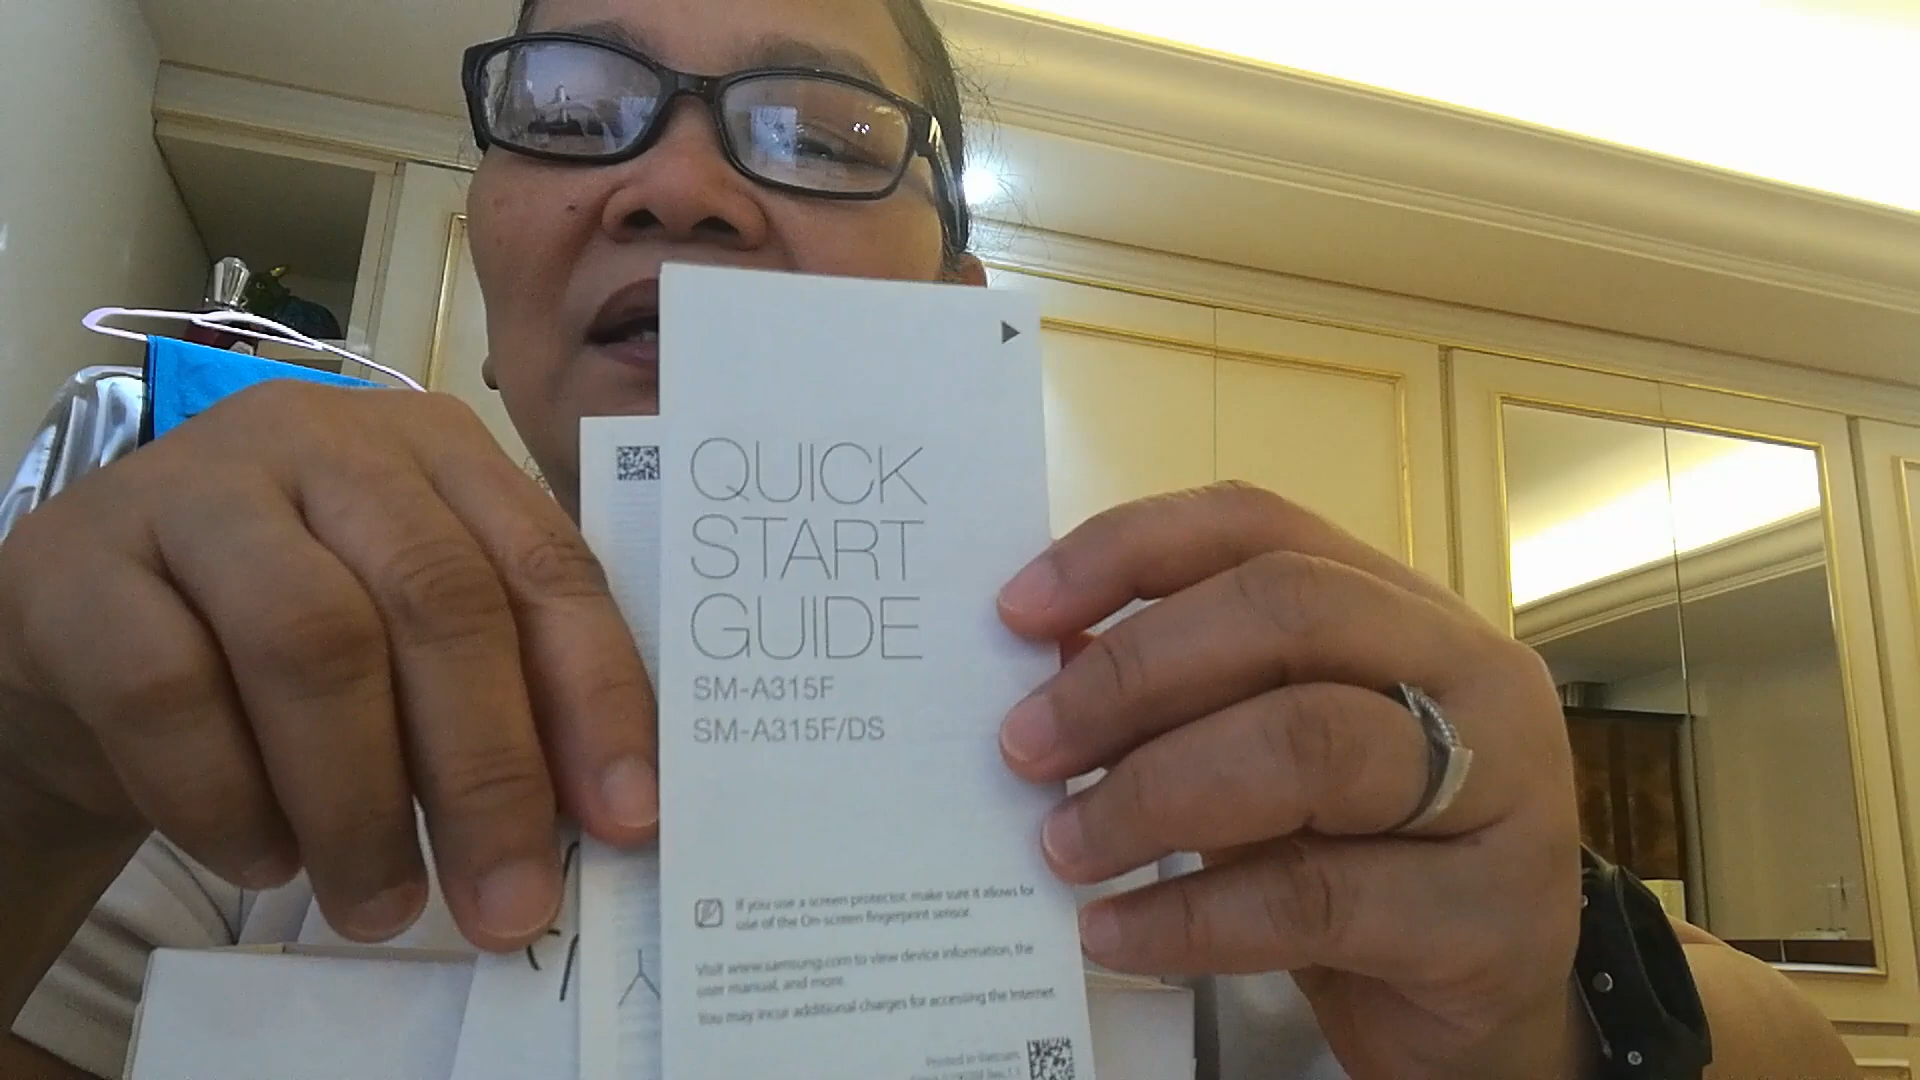 QUICK
START
GUIDE
SM-A315F
SM-A315F/DS
If you use a screen protector, make sure it allows for
use of the On-screen fingerprint sensor.
Visit www.samsung.com to view device information, the
user manual, and more.
You may incur additional charges for accessing the Internet.
Printed in Vietnam